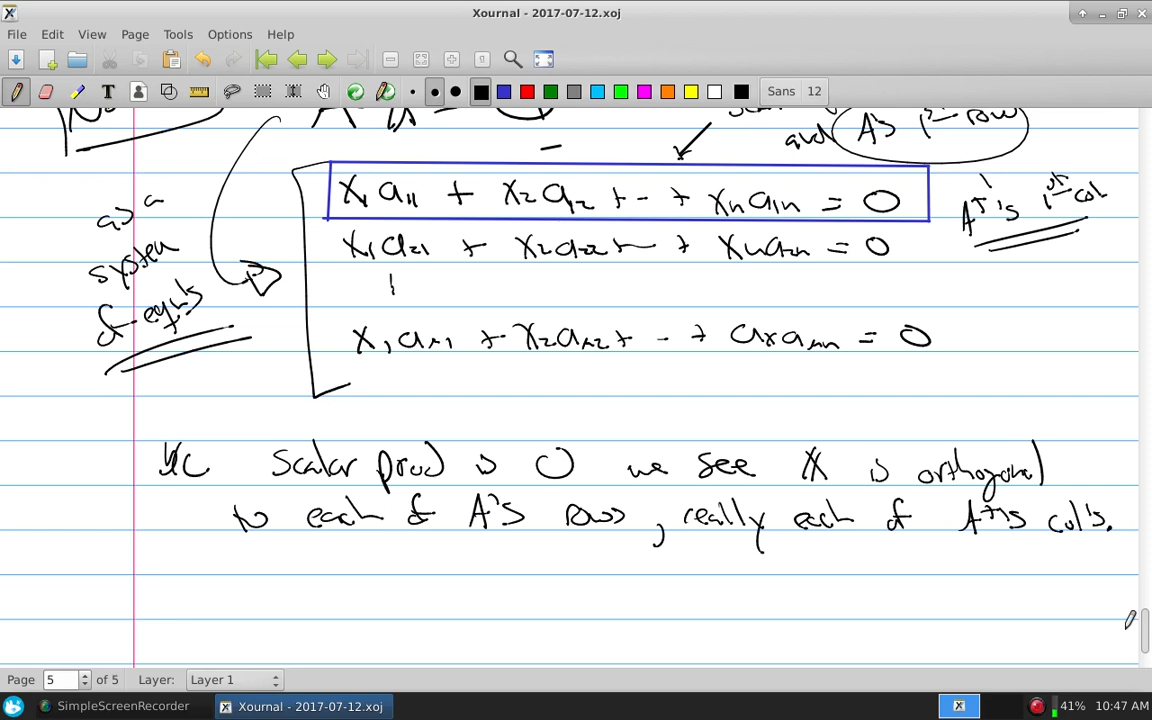 Xournal - 2017-07-12.xoj
File Edit View Page Tools Options Help
Sans 12
and A's 1st row
x₁a₁₁ + x₂a₁₂ + - + xₙa₁ₙ = 0
A^T's 1st col
as a
x₁a₂₁ + x₂a₂₂ + - + xₙa₂ₙ = 0
system
of eqn's
x₁aₘ₁ + x₂aₘ₂ + - + aₙaₘₙ = 0
scalar prod is 0 we see X is orthogonal
to each of A's rows, really each of A^T's col's.
Page 5 of 5 Layer: Layer 1
SimpleScreenRecorder Xournal - 2017-07-12.xoj 41% 10:47 AM